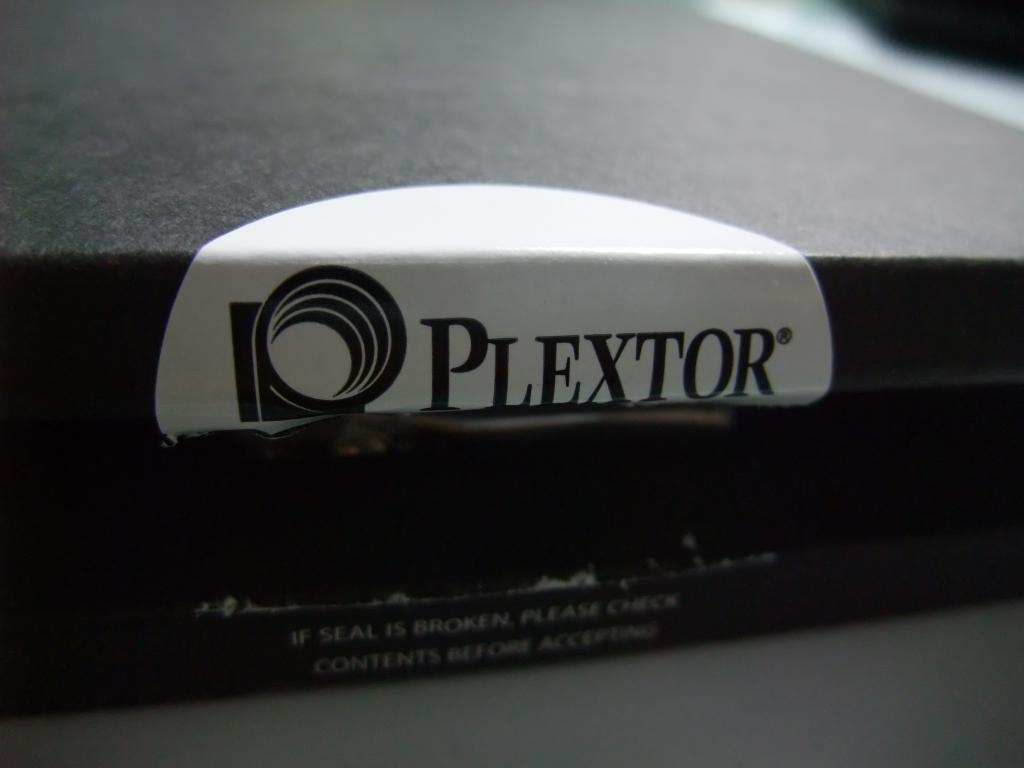 PLEXTOR®
IF SEAL IS BROKEN, PLEASE CHECK
CONTENTS BEFORE ACCEPTING